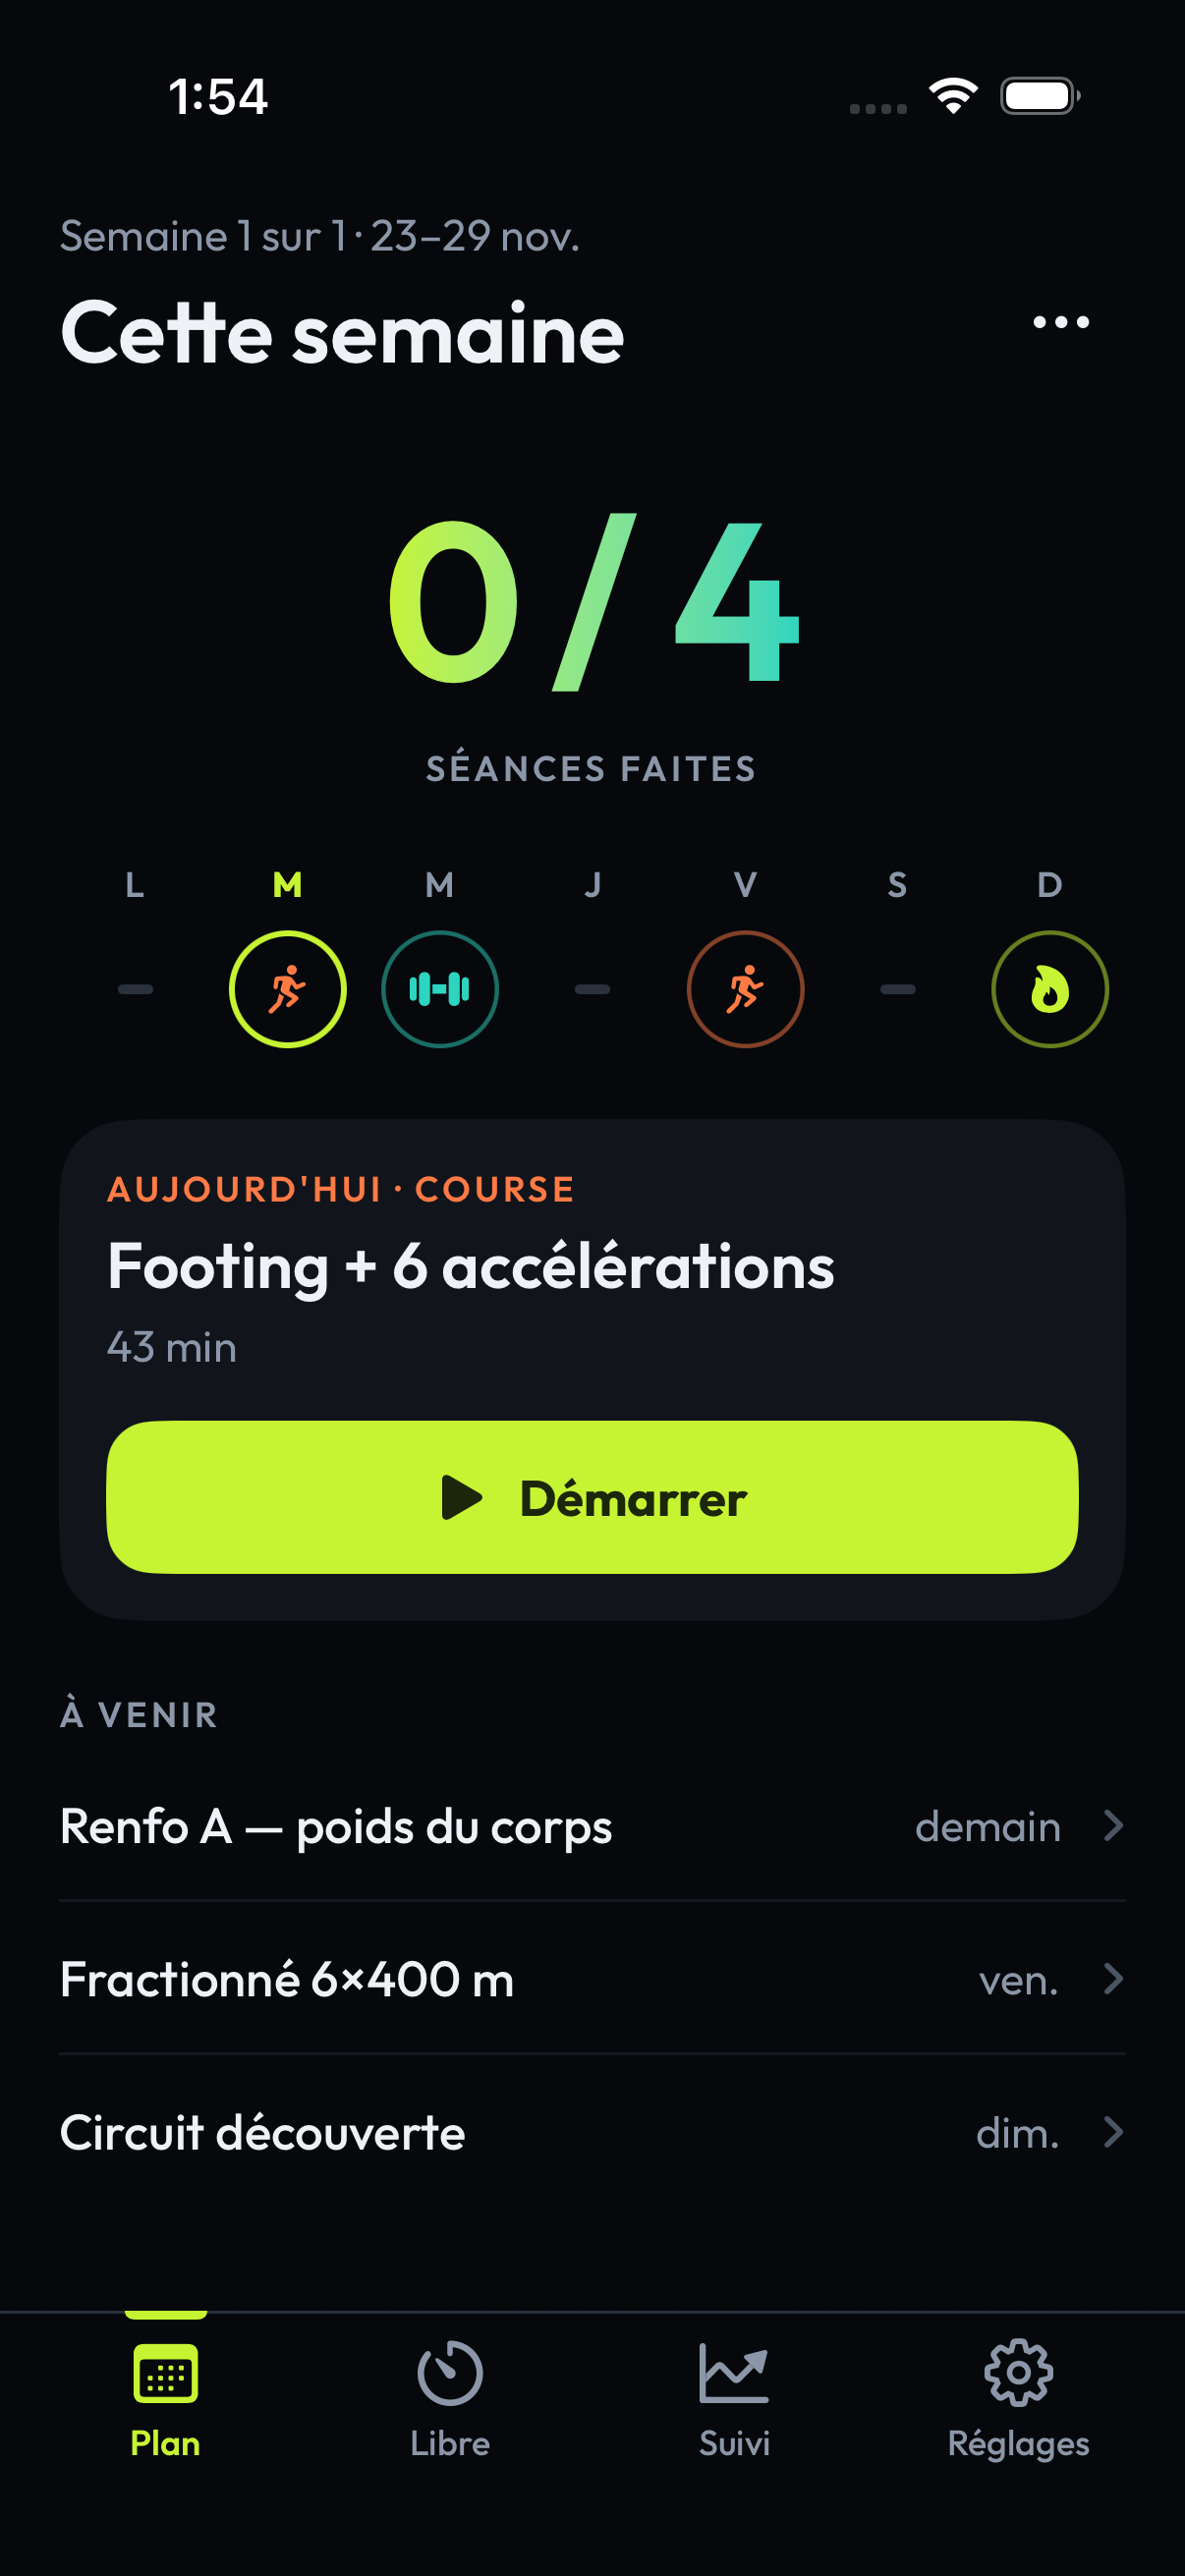 1:54
Semaine 1 sur 1 · 23–29 nov.
Cette semaine
0/4
SÉANCES FAITES
L M M J V S D
AUJOURD'HUI · COURSE
Footing + 6 accélérations
43 min
Démarrer
À VENIR
Renfo A — poids du corps demain
Fractionné 6×400 m ven.
Circuit découverte dim.
Plan Libre Suivi Réglages